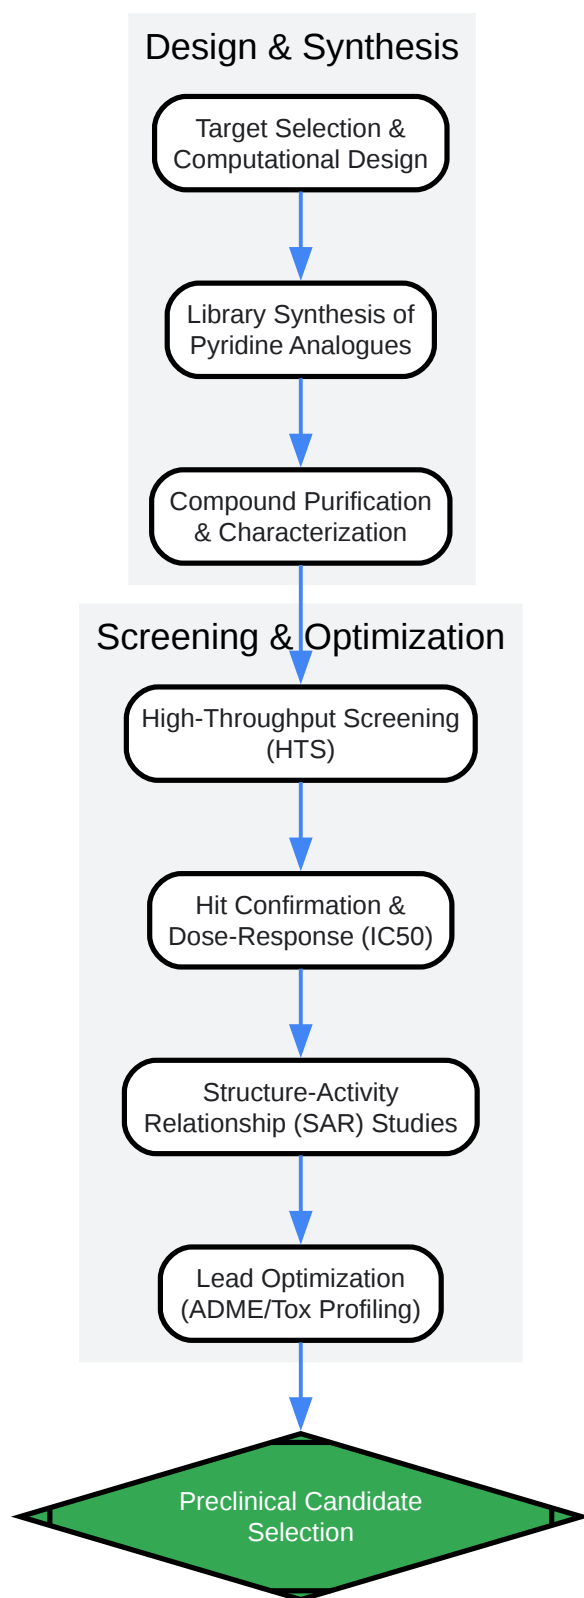 Design & Synthesis
Target Selection &
Computational Design
Library Synthesis of
Pyridine Analogues
Compound Purification
& Characterization
Screening & Optimization
High-Throughput Screening
(HTS)
Hit Confirmation &
Dose-Response (IC50)
Structure-Activity
Relationship (SAR) Studies
Lead Optimization
(ADME/Tox Profiling)
Preclinical Candidate
Selection